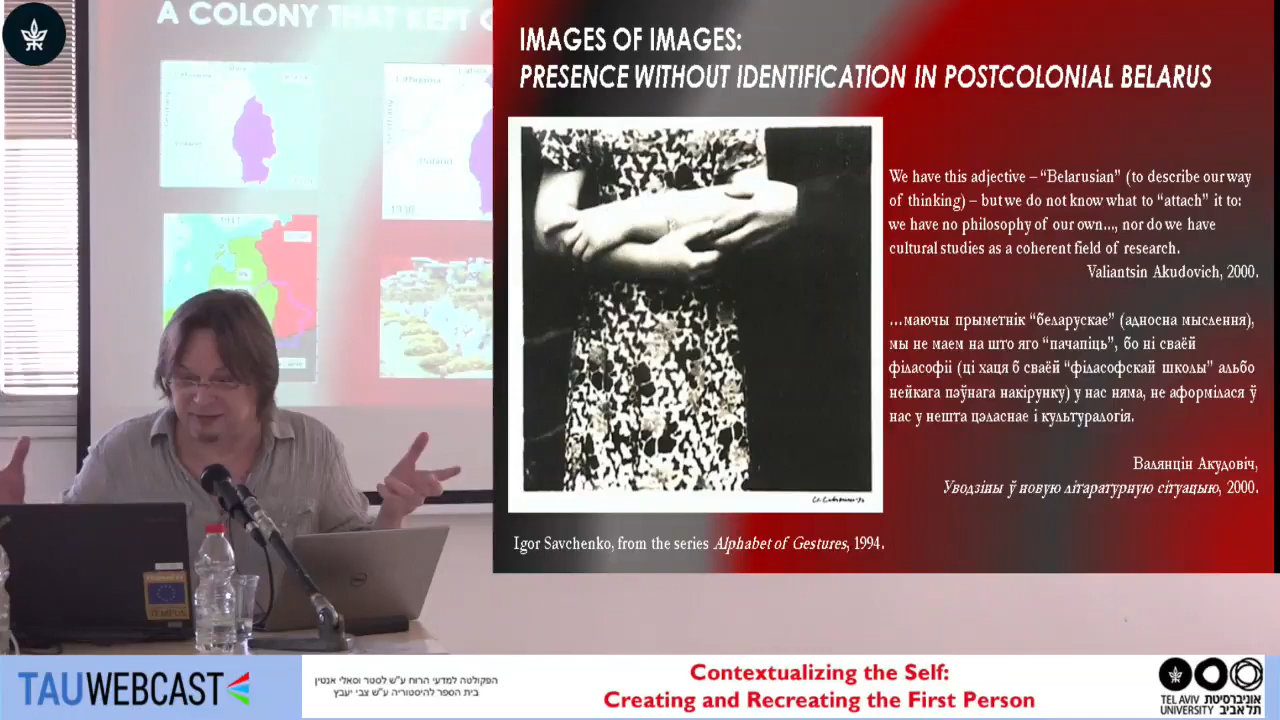 A COLONY THAT KEPT
IMAGES OF IMAGES:
PRESENCE WITHOUT IDENTIFICATION IN POSTCOLONIAL BELARUS
Poland
We have this adjective – “Belarusian” (to describe our way
of thinking) – but we do not know what to “attach” it to:
we have no philosophy of our own..., nor do we have
cultural studies as a coherent field of research.
Valiantsin Akudovich, 2000.
…маючы прыметнік “беларускае” (адносна мыслення),
мы не маем на што яго “пачапіць”, бо ні сваёй
філасофіі (ці хаця б сваёй “філасофскай школы” альбо
нейкага пэўнага накірунку) у нас няма, не аформілася ў
нас у нешта цэласнае і культуралогія.
Валянцін Акудовіч,
Уводзіны ў новую літаратурную сітуацыю, 2000.
Igor Savchenko, from the series Alphabet of Gestures, 1994.
DELL
TEMPUS
TAUWEBCAST
הפקולטה למדעי הרוח ע"ש לסטר וסאלי אנטין
בית הספר להיסטוריה ע"ש צבי יעבץ
Contextualizing the Self:
Creating and Recreating the First Person
TEL AVIV אוניברסיטת
UNIVERSITY תל אביב